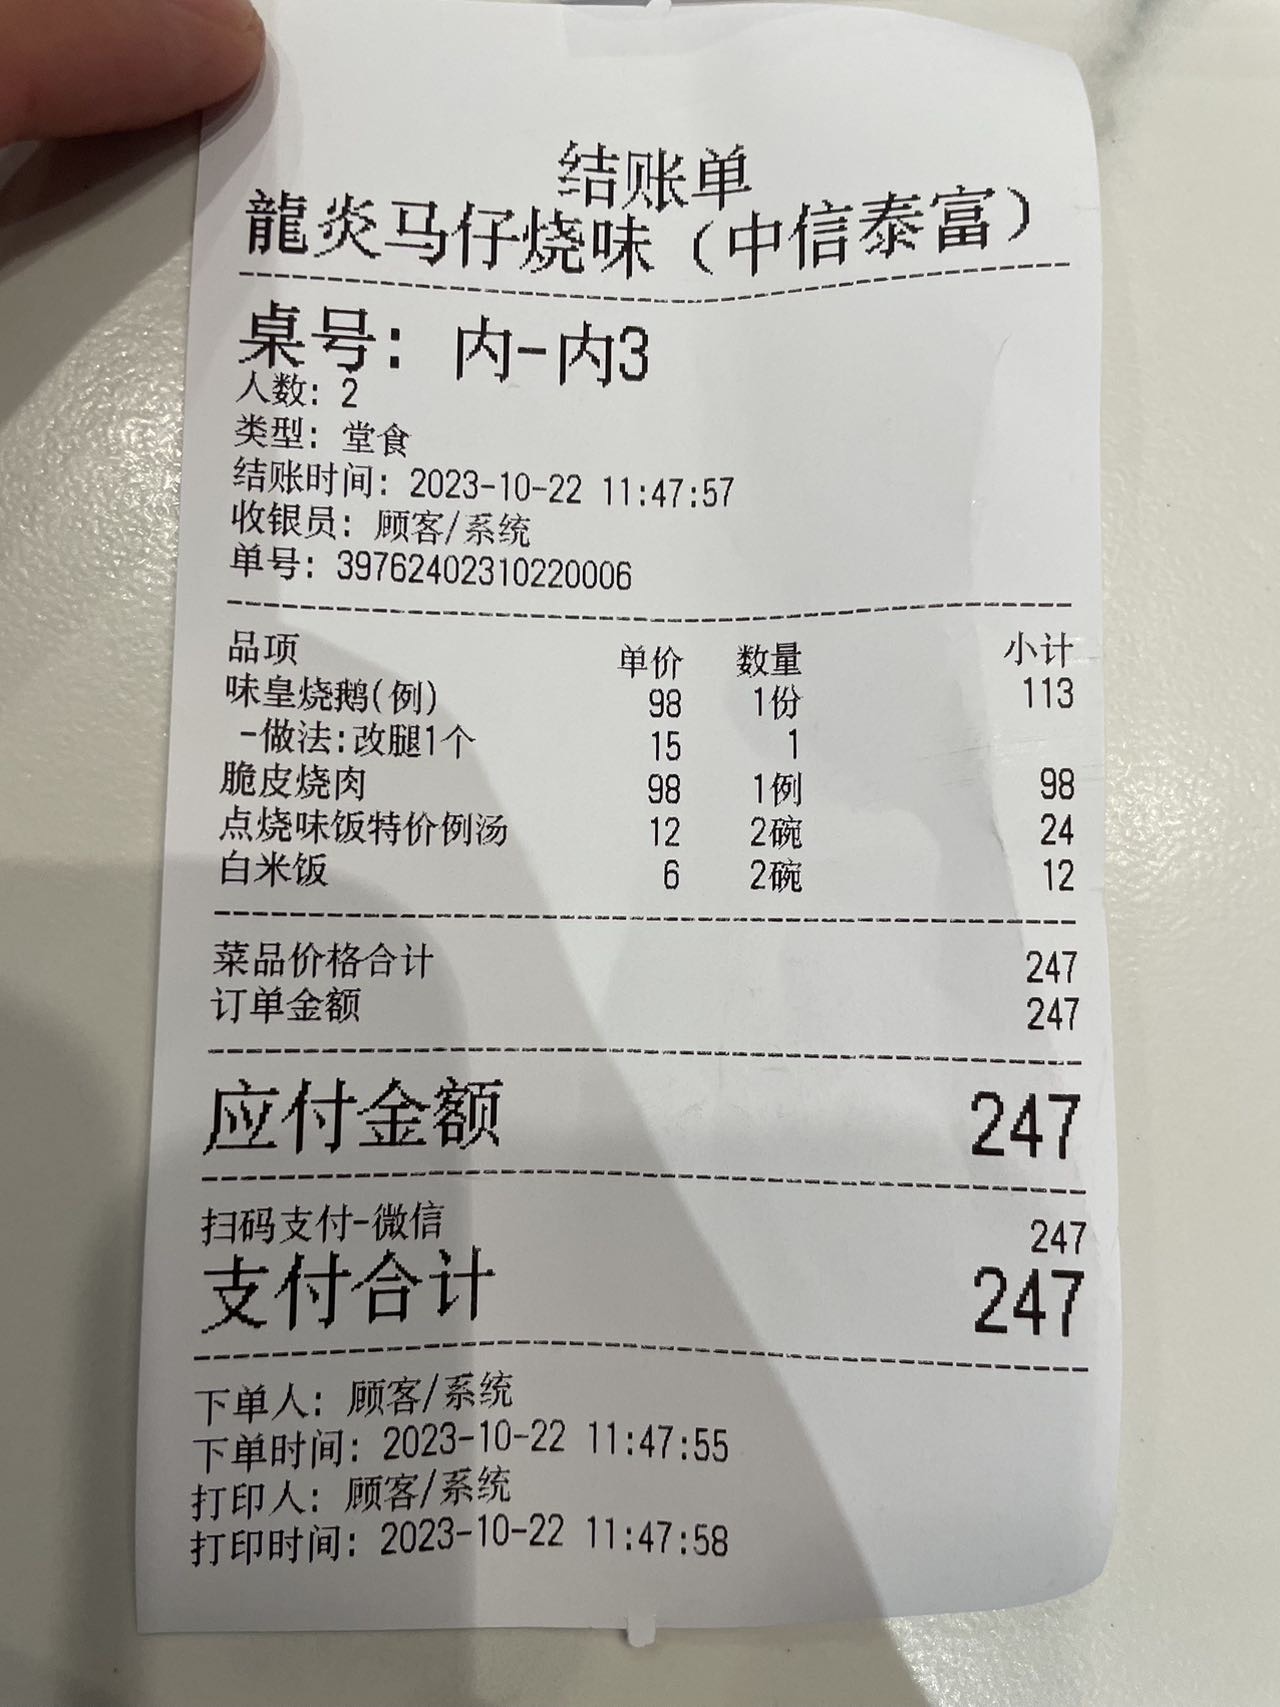 结账单
龍炎马仔烧味（中信泰富）
桌号: 内-内3
人数: 2
类型: 堂食
结账时间: 2023-10-22 11:47:57
收银员: 顾客/系统
单号: 39762402310220006
品项 单价 数量 小计
味皇烧鹅(例) 98 1份 113
-做法:改腿1个 15 1
脆皮烧肉 98 1例 98
点烧味饭特价例汤 12 2碗 24
白米饭 6 2碗 12
菜品价格合计 247
订单金额 247
应付金额 247
扫码支付-微信 247
支付合计 247
下单人: 顾客/系统
下单时间: 2023-10-22 11:47:55
打印人: 顾客/系统
打印时间: 2023-10-22 11:47:58